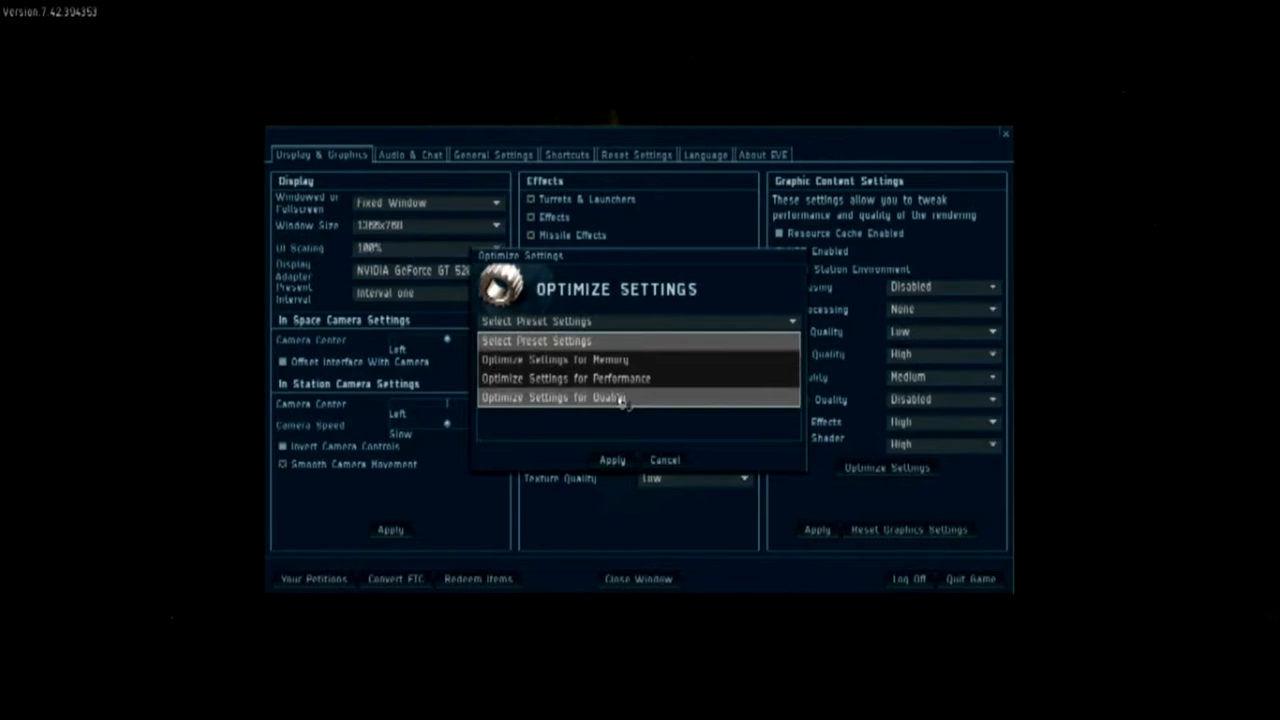 Version.7.42.394353
Display & Graphics
Audio & Chat
General Settings
Shortcuts
Reset Settings
Language
About EVE
Display
Windowed or Fullscreen
Fixed Window
Window Size
1366x768
UI Scaling
100%
Display Adapter
NVIDIA GeForce GT 520
Present Interval
Interval one
In Space Camera Settings
Camera Center
Left
Offset Interface With Camera
In Station Camera Settings
Camera Center
Left
Camera Speed
Slow
Invert Camera Controls
Smooth Camera Movement
Apply
Effects
Turrets & Launchers
Effects
Missile Effects
Optimize Settings
OPTIMIZE SETTINGS
Select Preset Settings
Select Preset Settings
Optimize Settings for Memory
Optimize Settings for Performance
Optimize Settings for Quality
Apply
Cancel
Texture Quality
Low
Graphic Content Settings
These settings allow you to tweak
performance and quality of the rendering
Resource Cache Enabled
Enabled
Station Environment
Disabled
None
Quality
Low
Quality
High
Medium
Quality
Disabled
Effects
High
Shader
High
Optimize Settings
Apply
Reset Graphics Settings
Your Petitions
Convert ETC
Redeem Items
Close Window
Log Off
Quit Game